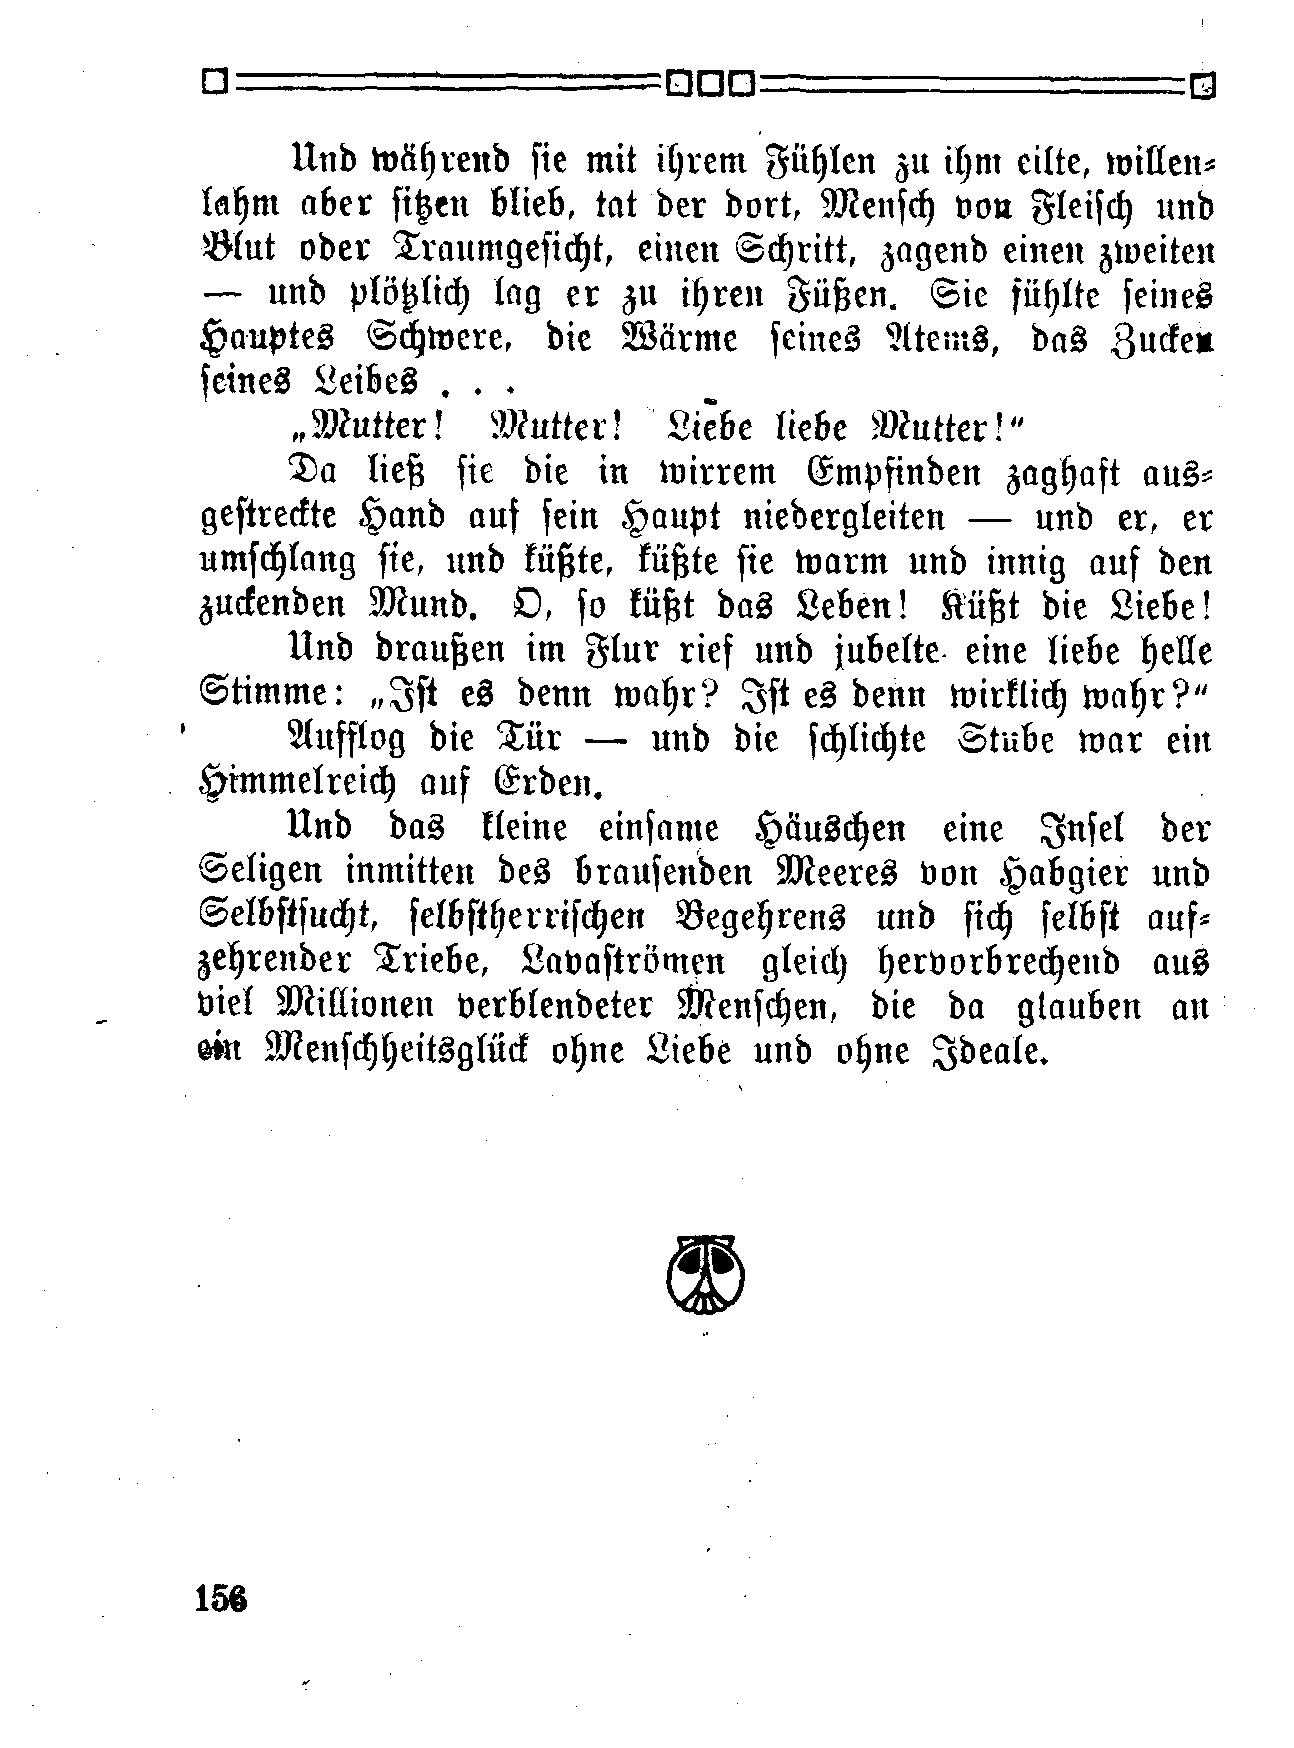 Und während sie mit ihrem Fühlen zu ihm eilte, willen-
lahm aber sitzen blieb, tat der dort, Mensch von Fleisch und
Blut oder Traumgesicht, einen Schritt, zagend einen zweiten
— und plötzlich lag er zu ihren Füßen. Sie fühlte seines
Hauptes Schwere, die Wärme seines Atems, das Zucken
seines Leibes . . .
„Mutter! Mutter! Liebe liebe Mutter!“
Da ließ sie die in wirrem Empfinden zaghaft aus-
gestreckte Hand auf sein Haupt niedergleiten — und er, er
umschlang sie, und küßte, küßte sie warm und innig auf den
zuckenden Mund. O, so küßt das Leben! Küßt die Liebe!
Und draußen im Flur rief und jubelte eine liebe helle
Stimme: „Ist es denn wahr? Ist es denn wirklich wahr?“
Aufflog die Tür — und die schlichte Stube war ein
Himmelreich auf Erden.
Und das kleine einsame Häuschen eine Insel der
Seligen inmitten des brausenden Meeres von Habgier und
Selbstsucht, selbstherrischen Begehrens und sich selbst auf-
zehrender Triebe, Lavaströmen gleich hervorbrechend aus
viel Millionen verblendeter Menschen, die da glauben an
ein Menschheitsglück ohne Liebe und ohne Ideale.
156